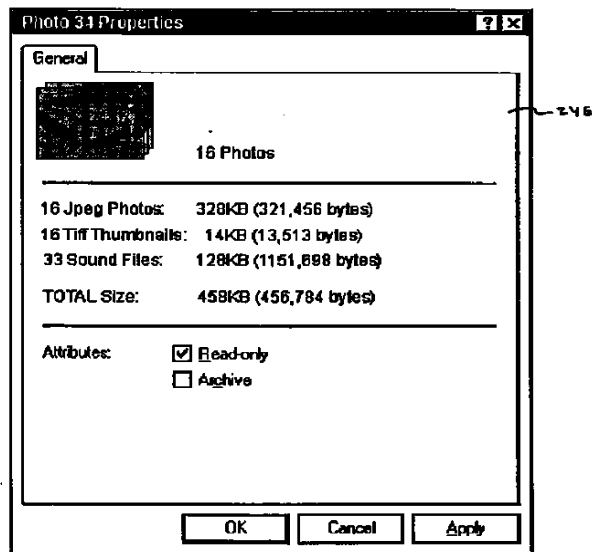 Photo 34 Properties
General
246
16 Photos
16 Jpeg Photos: 328KB (321,456 bytes)
16 Tiff Thumbnails: 14KB (13,513 bytes)
33 Sound Files: 128KB (1151,698 bytes)
TOTAL Size: 458KB (456,784 bytes)
Attributes: Read-only
Archive
OK Cancel Apply